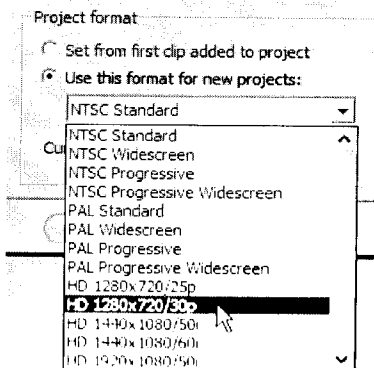 Project format
Set from first clip added to project
Use this format for new projects:
NTSC Standard
Cu
NTSC Standard
NTSC Widescreen
NTSC Progressive
NTSC Progressive Widescreen
PAL Standard
PAL Widescreen
PAL Progressive
PAL Progressive Widescreen
HD 1280x720/25p
HD 1280x720/30p
HD 1440x1080/50i
HD 1440x1080/60i
HD 1920x1080/50i